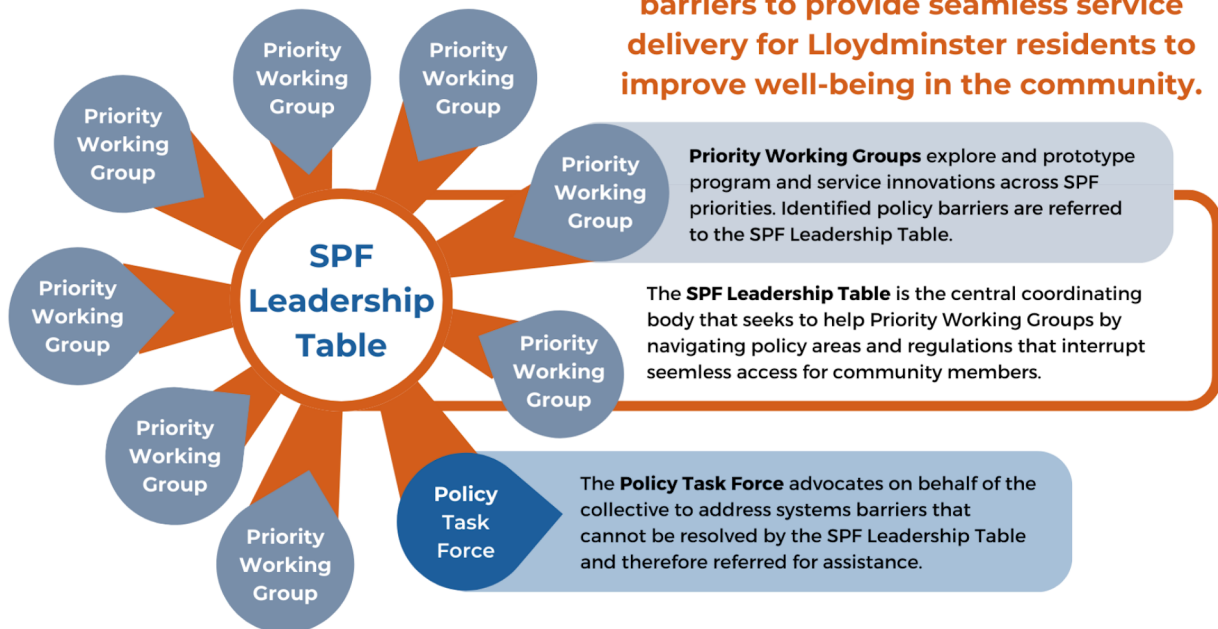 barriers to provide seamless service
delivery for Lloydminster residents to
improve well-being in the community.
Priority
Working
Group
Priority
Working
Group
Priority
Working
Group
Priority
Working
Group
Priority Working Groups explore and prototype
program and service innovations across SPF
priorities. Identified policy barriers are referred
to the SPF Leadership Table.
SPF
Leadership
Table
The SPF Leadership Table is the central coordinating
body that seeks to help Priority Working Groups by
navigating policy areas and regulations that interrupt
seemless access for community members.
Priority
Working
Group
Priority
Working
Group
Priority
Working
Group
Priority
Working
Group
Policy
Task
Force
The Policy Task Force advocates on behalf of the
collective to address systems barriers that
cannot be resolved by the SPF Leadership Table
and therefore referred for assistance.